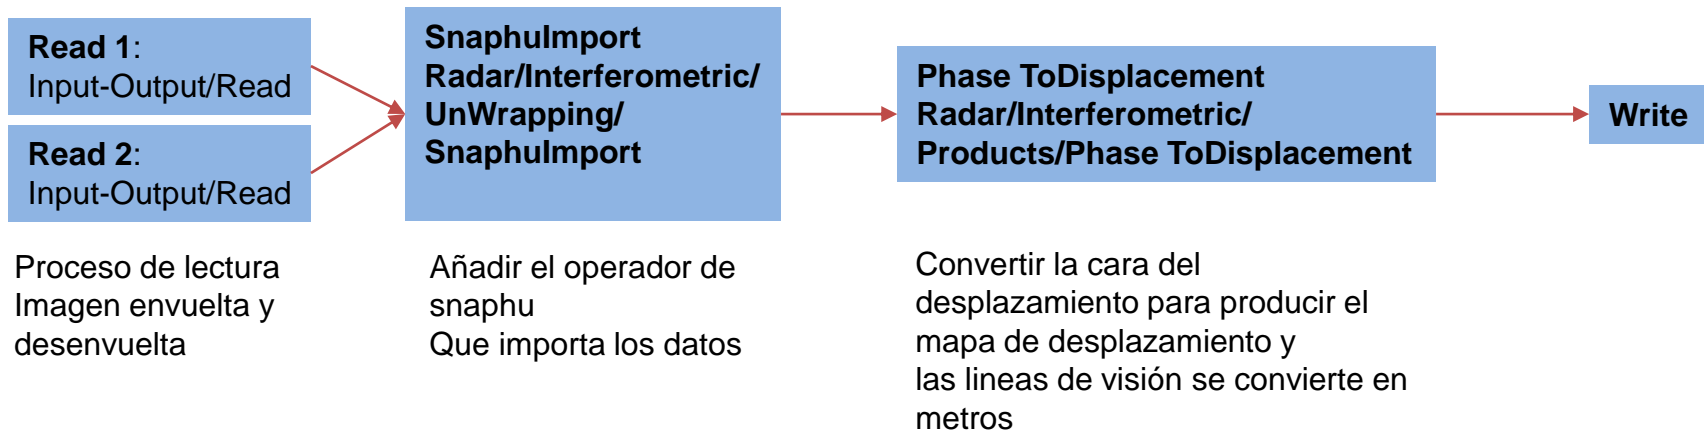 Read 1:
Input-Output/Read
Read 2:
Input-Output/Read
SnaphuImport
Radar/Interferometric/
UnWrapping/
SnaphuImport
Phase ToDisplacement
Radar/Interferometric/
Products/Phase ToDisplacement
Write
Proceso de lectura
Imagen envuelta y
desenvuelta
Añadir el operador de
snaphu
Que importa los datos
Convertir la cara del
desplazamiento para producir el
mapa de desplazamiento y
las lineas de visión se convierte en
metros